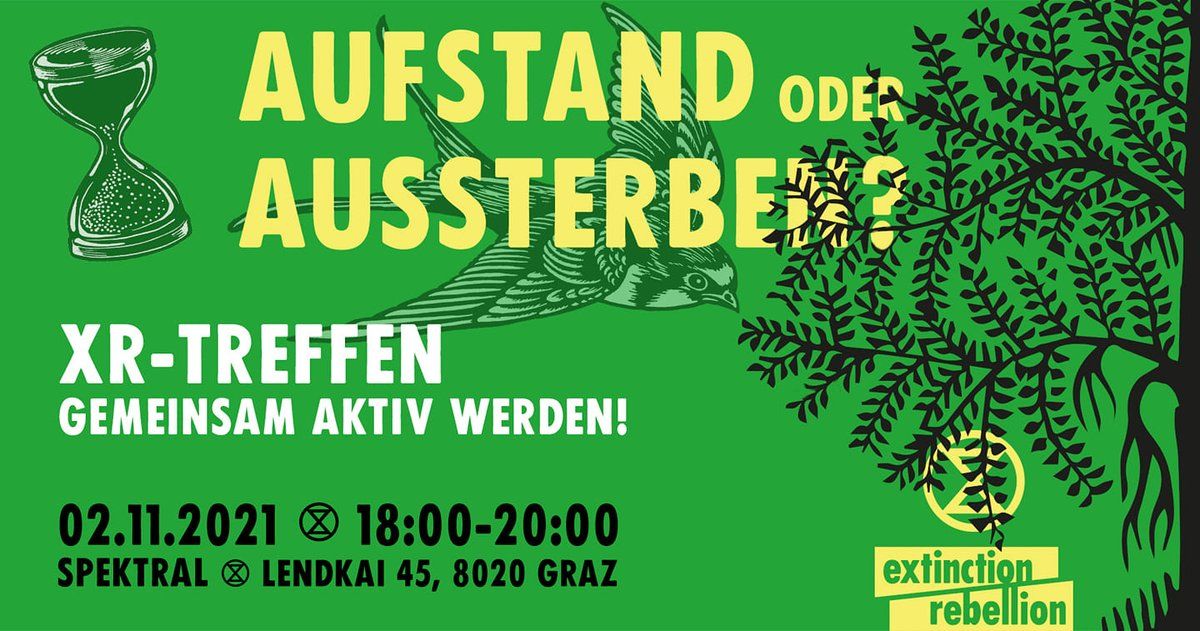 AUFSTAND ODER
AUSSTERBEN?
XR-TREFFEN
GEMEINSAM AKTIV WERDEN!
02.11.2021 18:00-20:00
SPEKTRAL LENDKAI 45, 8020 GRAZ
extinction
rebellion